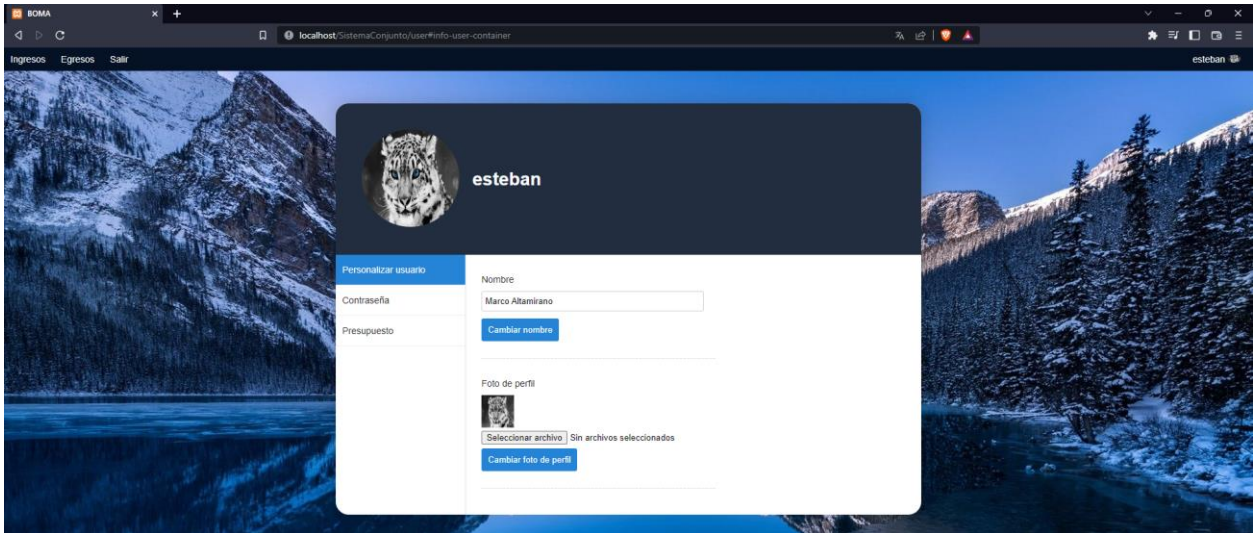 BOMA
localhost/SistemaConjunto/user#info-user-container
Ingresos Egresos Salir
esteban
esteban
Personalizar usuario
Contraseña
Presupuesto
Nombre
Marco Altamirano
Cambiar nombre
Foto de perfil
Seleccionar archivo Sin archivos seleccionados
Cambiar foto de perfil